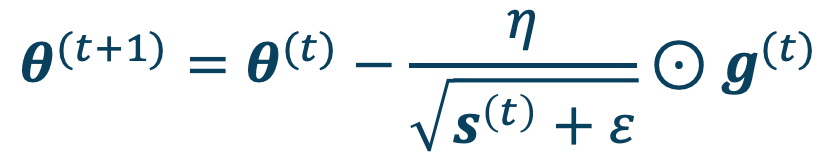 θ^(t+1) = θ^(t) − η / √(s^(t) + ε) ⊙ g^(t)